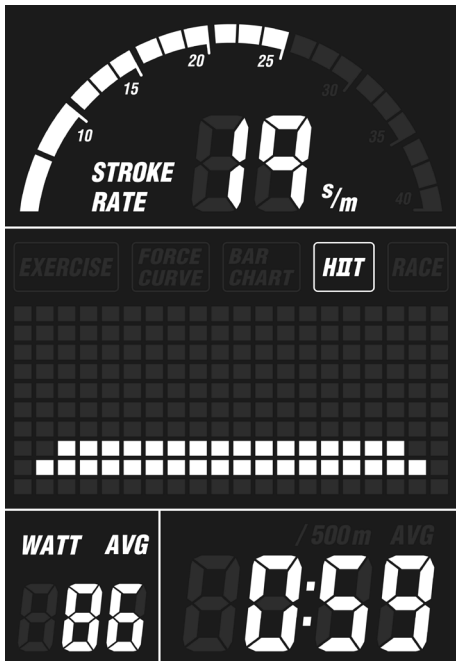 10
15
20
25
30
35
40
STROKE
RATE
19 s/m
EXERCISE
FORCE
CURVE
BAR
CHART
HIIT
RACE
WATT AVG
86
/500m AVG
0:59